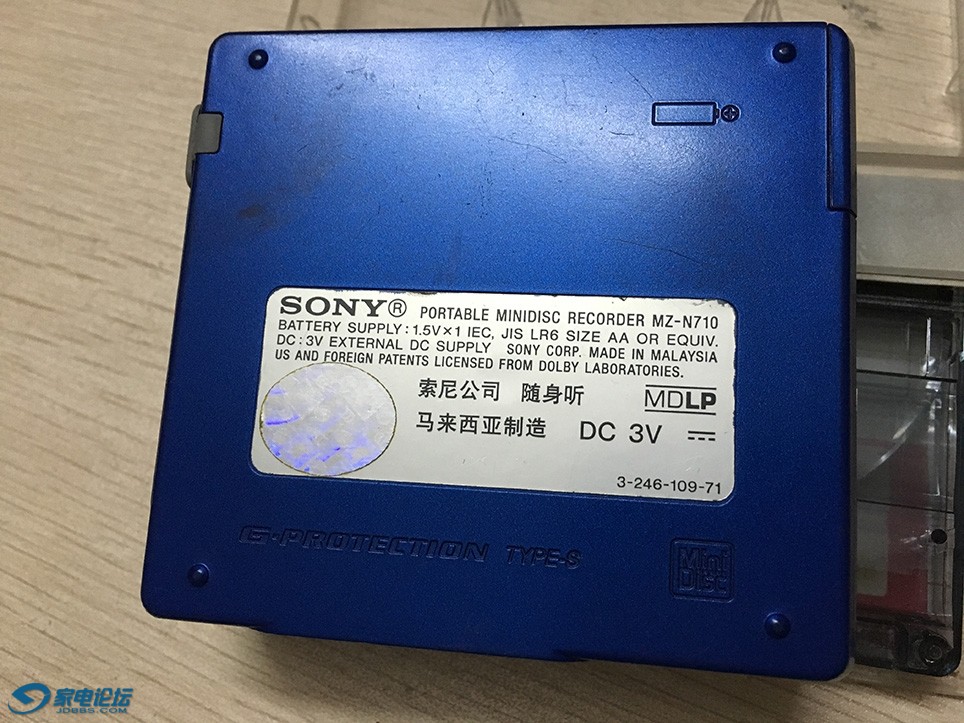 SONY® PORTABLE MINIDISC RECORDER MZ-N710
BATTERY SUPPLY : 1.5V×1 IEC, JIS LR6 SIZE AA OR EQUIV.
DC : 3V EXTERNAL DC SUPPLY SONY CORP. MADE IN MALAYSIA
US AND FOREIGN PATENTS LICENSED FROM DOLBY LABORATORIES.
索尼公司 随身听 MDLP
马来西亚制造 DC 3V
3-246-109-71
G-PROTECTION TYPE-S
Mini
Disc
家电论坛
JDBBS.COM